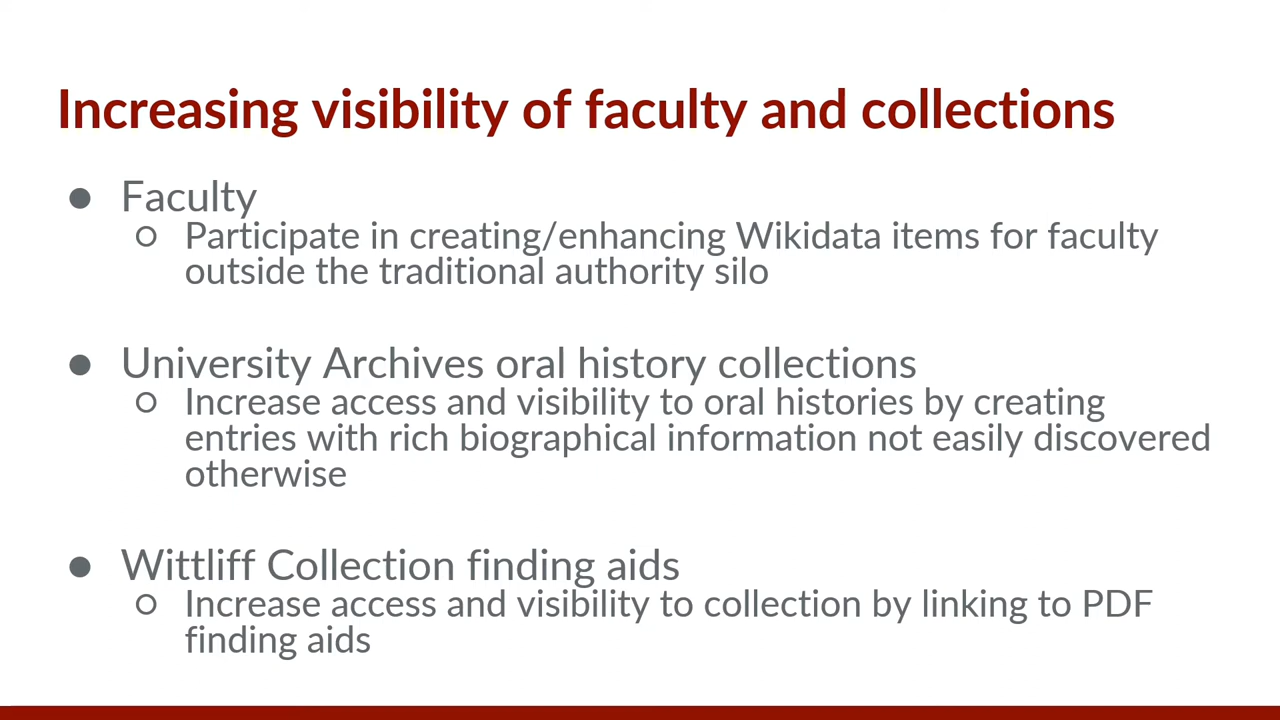 Increasing visibility of faculty and collections
● Faculty
○ Participate in creating/enhancing Wikidata items for faculty
outside the traditional authority silo
● University Archives oral history collections
○ Increase access and visibility to oral histories by creating
entries with rich biographical information not easily discovered
otherwise
● Wittliff Collection finding aids
○ Increase access and visibility to collection by linking to PDF
finding aids